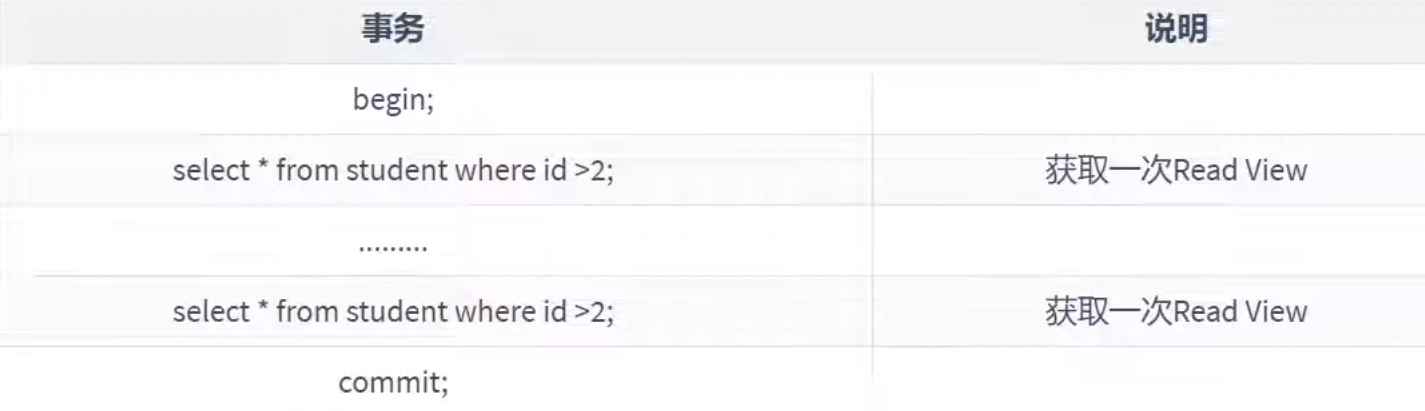 事务 说明
begin;
select * from student where id >2; 获取一次Read View
.........
select * from student where id >2; 获取一次Read View
commit;